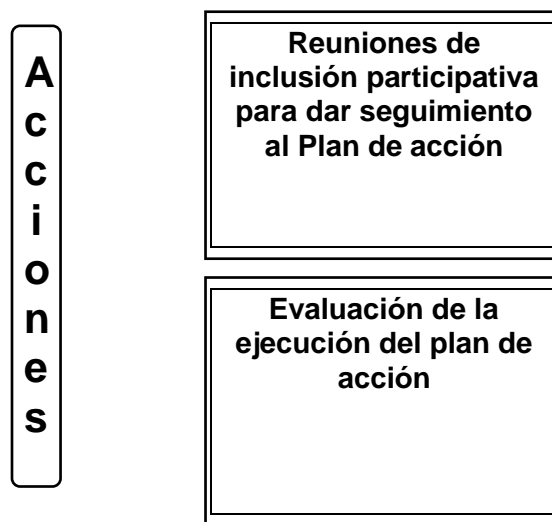 A
c
c
i
o
n
e
s
Reuniones de
inclusión participativa
para dar seguimiento
al Plan de acción
Evaluación de la
ejecución del plan de
acción